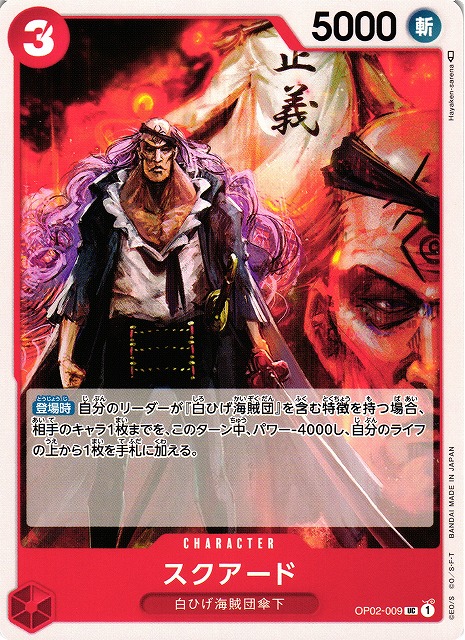 3
5000
斬
Hayaken-sarena
正義
登場時 自分のリーダーが『白ひげ海賊団』を含む特徴を持つ場合、
相手のキャラ1枚までを、このターン中、パワー-4000し、自分のライフ
の上から1枚を手札に加える。
CHARACTER
スクアード
白ひげ海賊団傘下
OP02-009 UC 1
©E.O/S ©O./S・F・T BANDAI MADE IN JAPAN